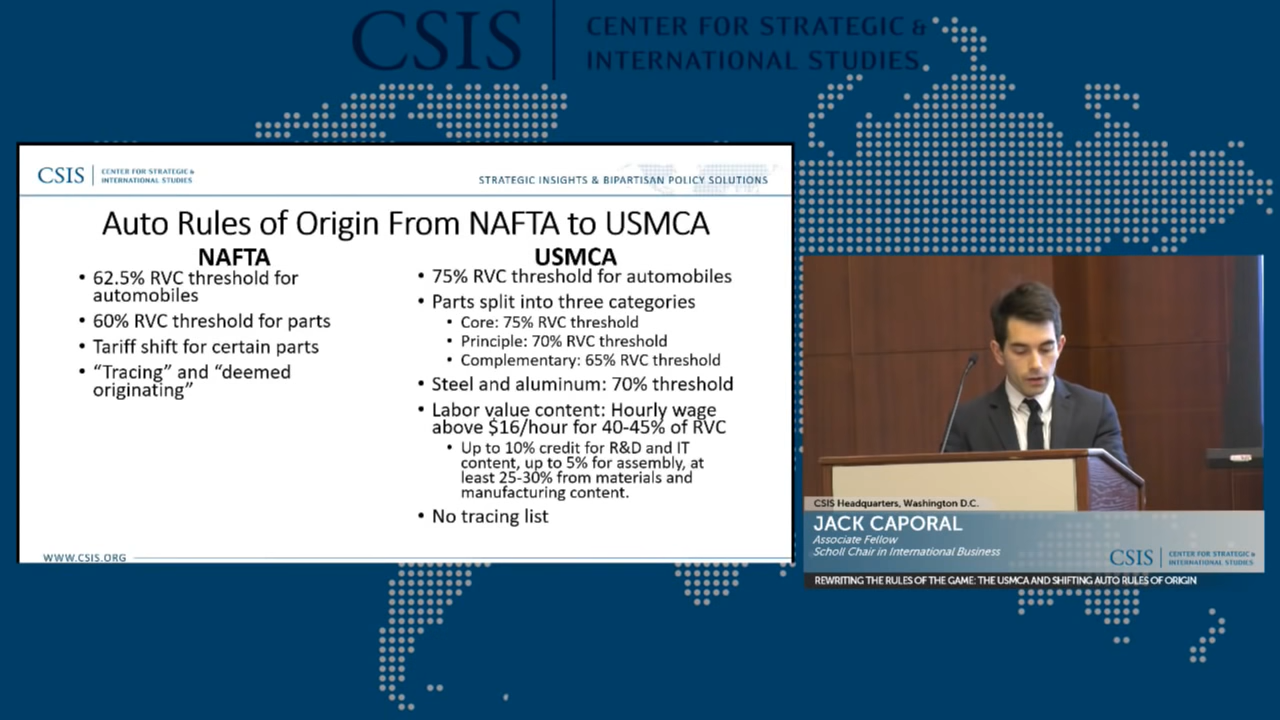 CSIS
CENTER FOR STRATEGIC &
INTERNATIONAL STUDIES
CSIS
CENTER FOR STRATEGIC &
INTERNATIONAL STUDIES
STRATEGIC INSIGHTS & BIPARTISAN POLICY SOLUTIONS
Auto Rules of Origin From NAFTA to USMCA
NAFTA
• 62.5% RVC threshold for
automobiles
• 60% RVC threshold for parts
• Tariff shift for certain parts
• “Tracing” and “deemed
originating”
USMCA
• 75% RVC threshold for automobiles
• Parts split into three categories
• Core: 75% RVC threshold
• Principle: 70% RVC threshold
• Complementary: 65% RVC threshold
• Steel and aluminum: 70% threshold
• Labor value content: Hourly wage
above $16/hour for 40-45% of RVC
• Up to 10% credit for R&D and IT
content, up to 5% for assembly, at
least 25-30% from materials and
manufacturing content.
• No tracing list
WWW.CSIS.ORG
CSIS Headquarters, Washington D.C.
JACK CAPORAL
Associate Fellow
Scholl Chair in International Business
CSIS
CENTER FOR STRATEGIC &
INTERNATIONAL STUDIES
REWRITING THE RULES OF THE GAME: THE USMCA AND SHIFTING AUTO RULES OF ORIGIN